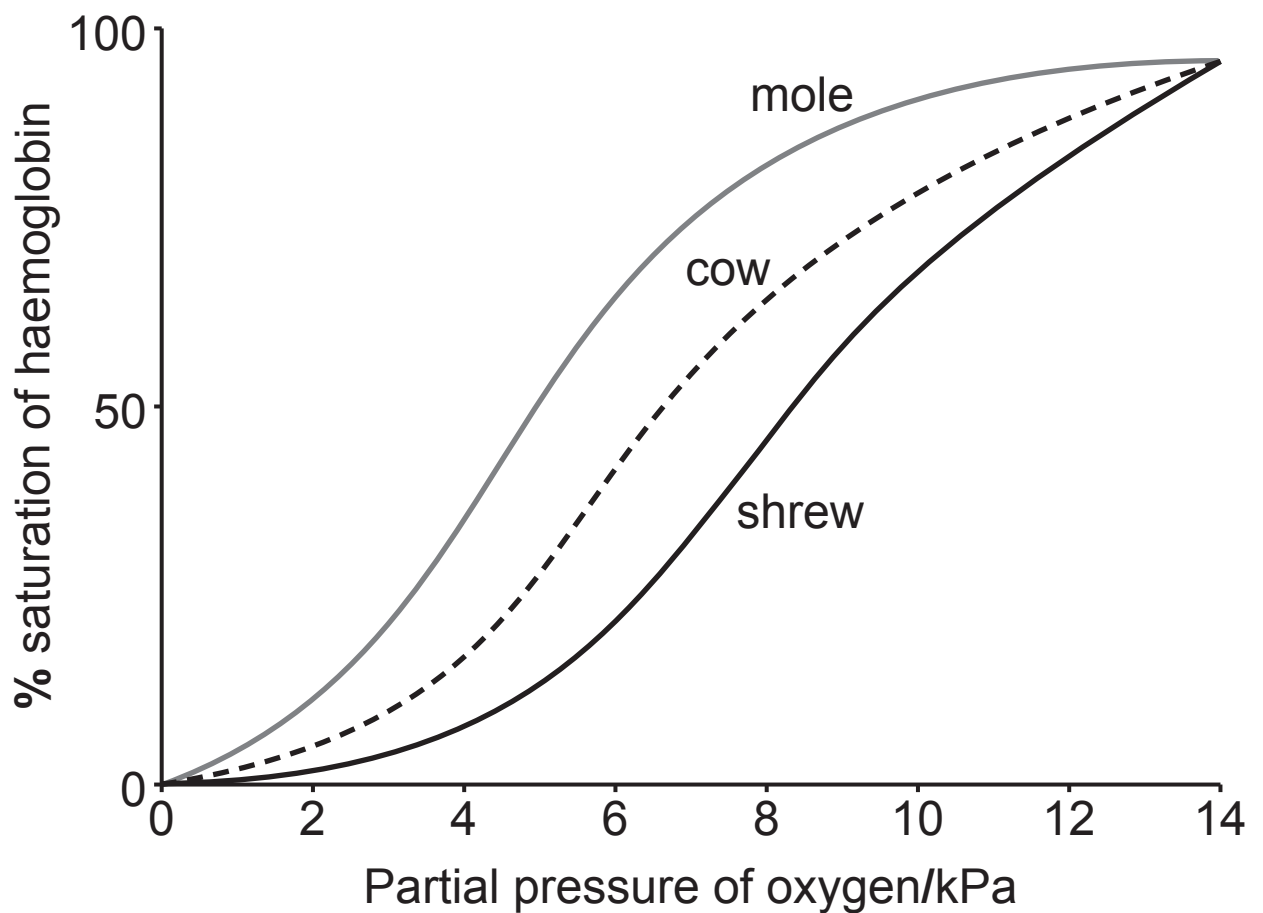 100
mole
cow
50
shrew
0
% saturation of haemoglobin
0 2 4 6 8 10 12 14
Partial pressure of oxygen/kPa